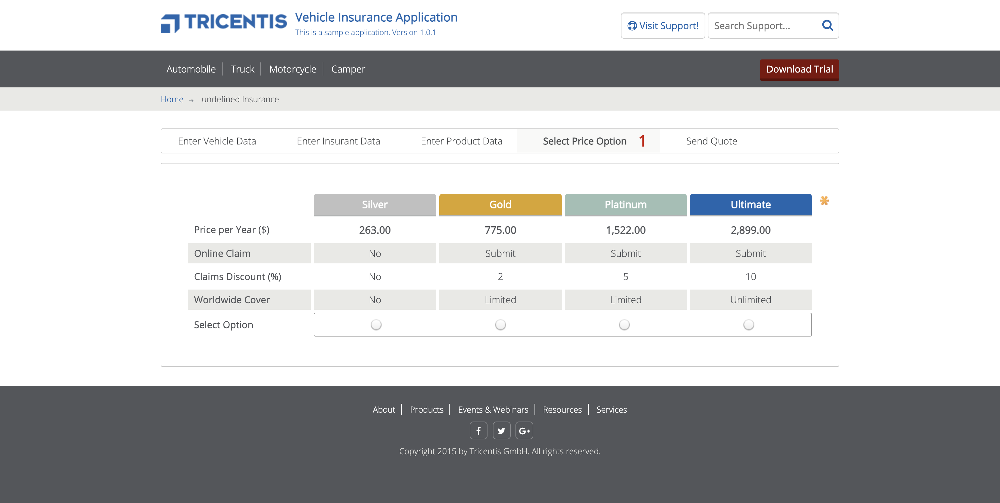 TRICENTIS
Vehicle Insurance Application
This is a sample application, Version 1.0.1
Visit Support!
Search Support...
Automobile
Truck
Motorcycle
Camper
Download Trial
Home → undefined Insurance
Enter Vehicle Data
Enter Insurant Data
Enter Product Data
Select Price Option 1
Send Quote
Silver Gold Platinum Ultimate
Price per Year ($) 263.00 775.00 1,522.00 2,899.00
Online Claim No Submit Submit Submit
Claims Discount (%) No 2 5 10
Worldwide Cover No Limited Limited Unlimited
Select Option
About
Products
Events & Webinars
Resources
Services
G+
Copyright 2015 by Tricentis GmbH. All rights reserved.